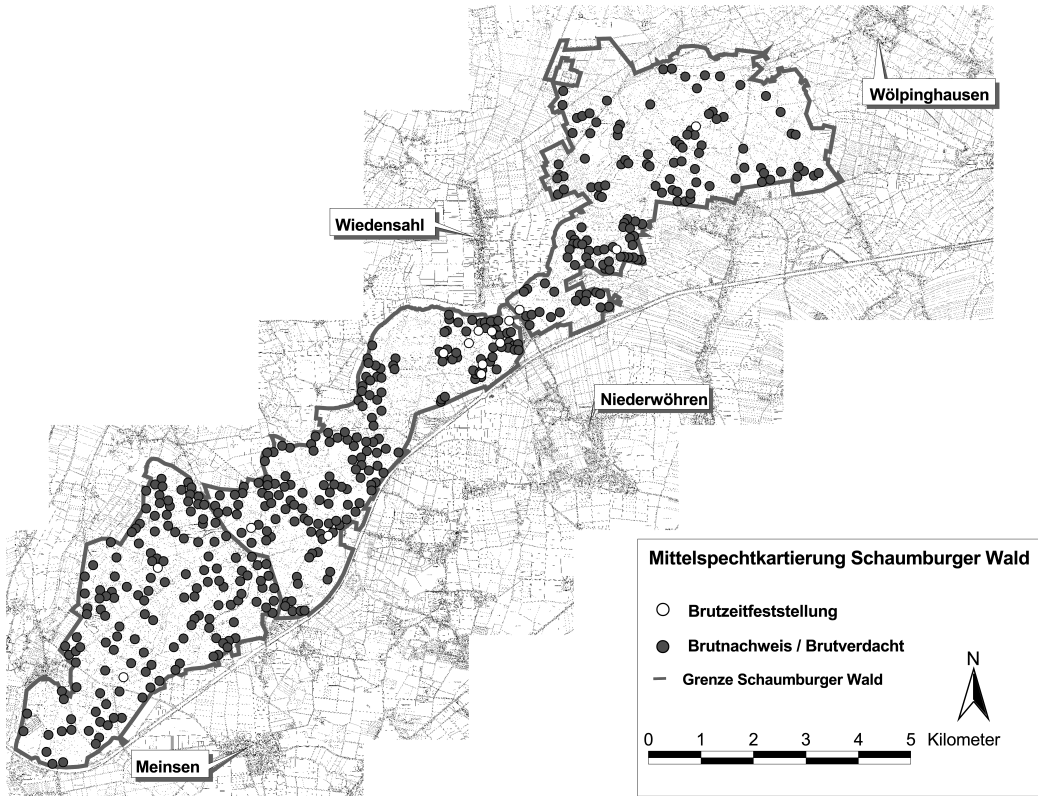 Wölpinghausen
Wiedensahl
Niederwöhren
Meinsen
Mittelspechtkartierung Schaumburger Wald
Brutzeitfeststellung
Brutnachweis / Brutverdacht
Grenze Schaumburger Wald
N
0 1 2 3 4 5 Kilometer